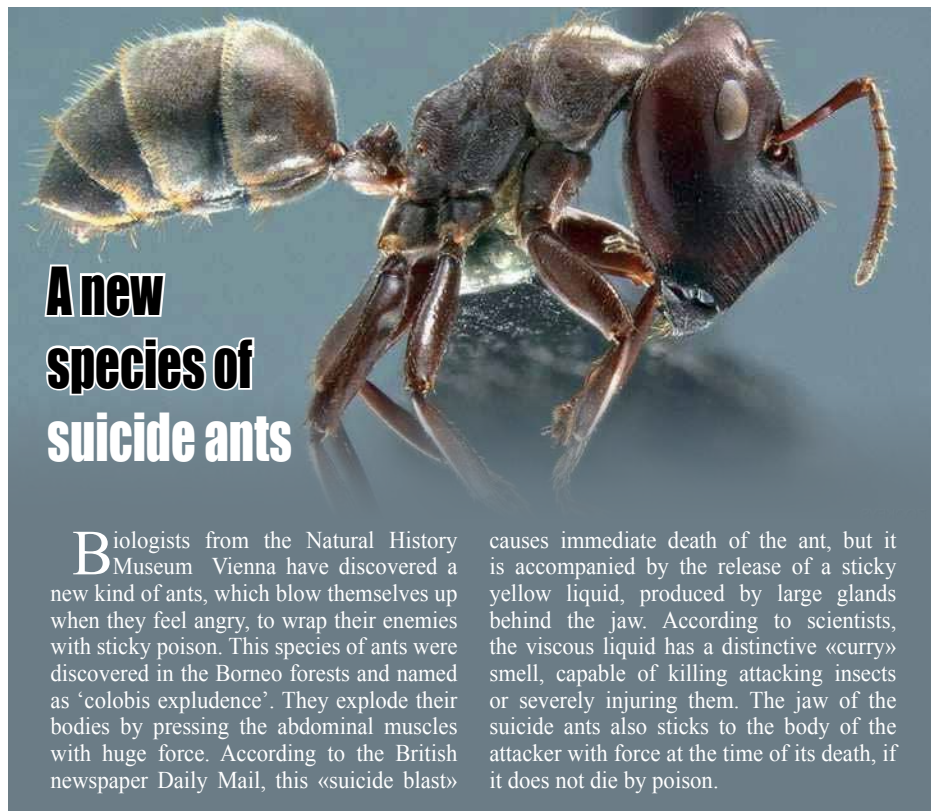 A new
species of
suicide ants
Biologists from the Natural History
Museum Vienna have discovered a
new kind of ants, which blow themselves up
when they feel angry, to wrap their enemies
with sticky poison. This species of ants were
discovered in the Borneo forests and named
as ‘colobis expludence’. They explode their
bodies by pressing the abdominal muscles
with huge force. According to the British
newspaper Daily Mail, this «suicide blast»
causes immediate death of the ant, but it
is accompanied by the release of a sticky
yellow liquid, produced by large glands
behind the jaw. According to scientists,
the viscous liquid has a distinctive «curry»
smell, capable of killing attacking insects
or severely injuring them. The jaw of the
suicide ants also sticks to the body of the
attacker with force at the time of its death, if
it does not die by poison.